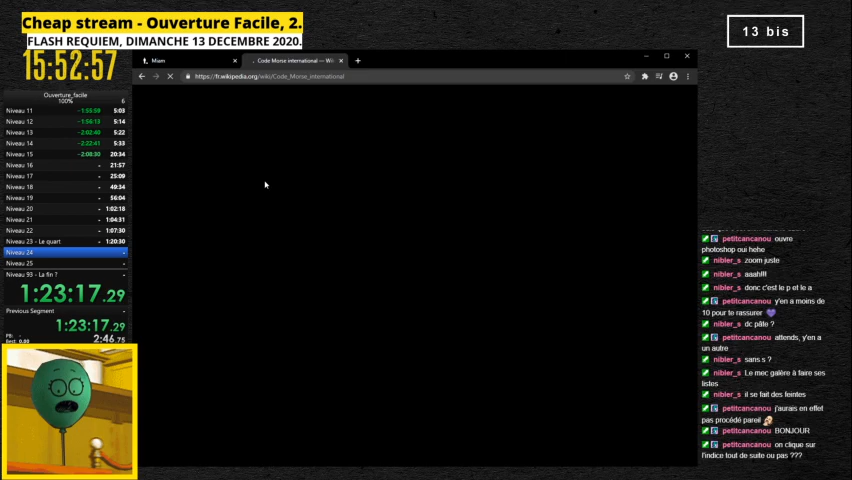 Cheap stream - Ouverture Facile, 2.
FLASH REQUIEM, DIMANCHE 13 DECEMBRE 2020.
15:52:57
13 bis
Miam
Code Morse international — Wi
https://fr.wikipedia.org/wiki/Code_Morse_international
Ouverture_facile
100% 6
Niveau 11 -1:55:59 5:03
Niveau 12 -1:56:13 5:14
Niveau 13 -2:02:40 5:22
Niveau 14 -2:22:41 5:33
Niveau 15 -2:08:30 20:34
Niveau 16 - 21:57
Niveau 17 - 25:09
Niveau 18 - 49:34
Niveau 19 - 56:04
Niveau 20 - 1:02:18
Niveau 21 - 1:04:31
Niveau 22 - 1:07:30
Niveau 23 - Le quart - 1:20:30
Niveau 24 -
Niveau 25 -
Niveau 93 - La fin ? -
1:23:17.29
Previous Segment -
1:23:17.29
PB: -
Best: 0.00
2:46.75
petitcancanou ouvre
photoshop oui hehe
nibler_s zoom juste
nibler_s aaah!!!
nibler_s donc c'est le p et le a
petitcancanou y'en a moins de
10 pour te rassurer
nibler_s dc pâte ?
petitcancanou attends, y'en a
un autre
nibler_s sans s ?
nibler_s Le mec galère à faire ses
listes
nibler_s il se fait des feintes
petitcancanou j'aurais en effet
pas procédé pareil
petitcancanou BONJOUR
petitcancanou on clique sur
l'indice tout de suite ou pas ???